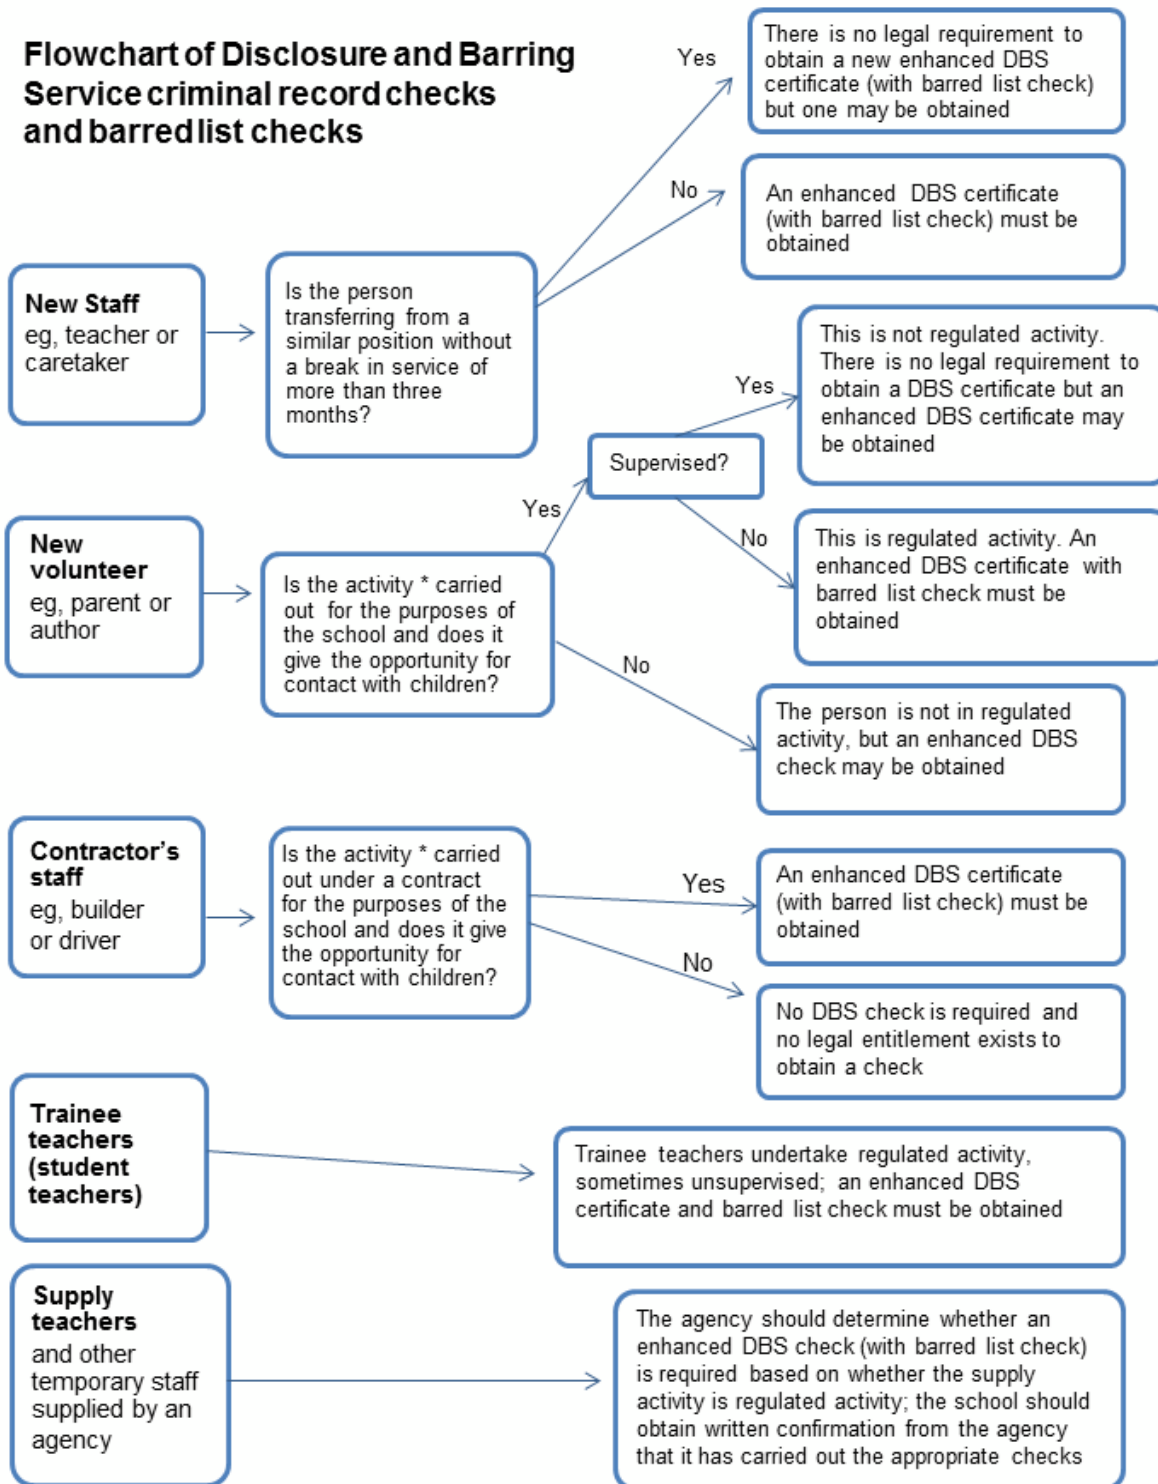 Flowchart of Disclosure and Barring
Service criminal record checks
and barred list checks
Yes
There is no legal requirement to
obtain a new enhanced DBS
certificate (with barred list check)
but one may be obtained
No
An enhanced DBS certificate
(with barred list check) must be
obtained
New Staff
eg, teacher or
caretaker
Is the person
transferring from a
similar position without
a break in service of
more than three
months?
This is not regulated activity.
There is no legal requirement to
obtain a DBS certificate but an
enhanced DBS certificate may
be obtained
Yes
Supervised?
Yes
No
This is regulated activity. An
enhanced DBS certificate with
barred list check must be
obtained
New
volunteer
eg, parent or
author
Is the activity * carried
out for the purposes of
the school and does it
give the opportunity for
contact with children?
No
The person is not in regulated
activity, but an enhanced DBS
check may be obtained
Contractor's
staff
eg, builder
or driver
Is the activity * carried
out under a contract
for the purposes of the
school and does it give
the opportunity for
contact with children?
Yes
An enhanced DBS certificate
(with barred list check) must be
obtained
No
No DBS check is required and
no legal entitlement exists to
obtain a check
Trainee
teachers
(student
teachers)
Trainee teachers undertake regulated activity,
sometimes unsupervised; an enhanced DBS
certificate and barred list check must be obtained
Supply
teachers
and other
temporary staff
supplied by an
agency
The agency should determine whether an
enhanced DBS check (with barred list check)
is required based on whether the supply
activity is regulated activity; the school should
obtain written confirmation from the agency
that it has carried out the appropriate checks